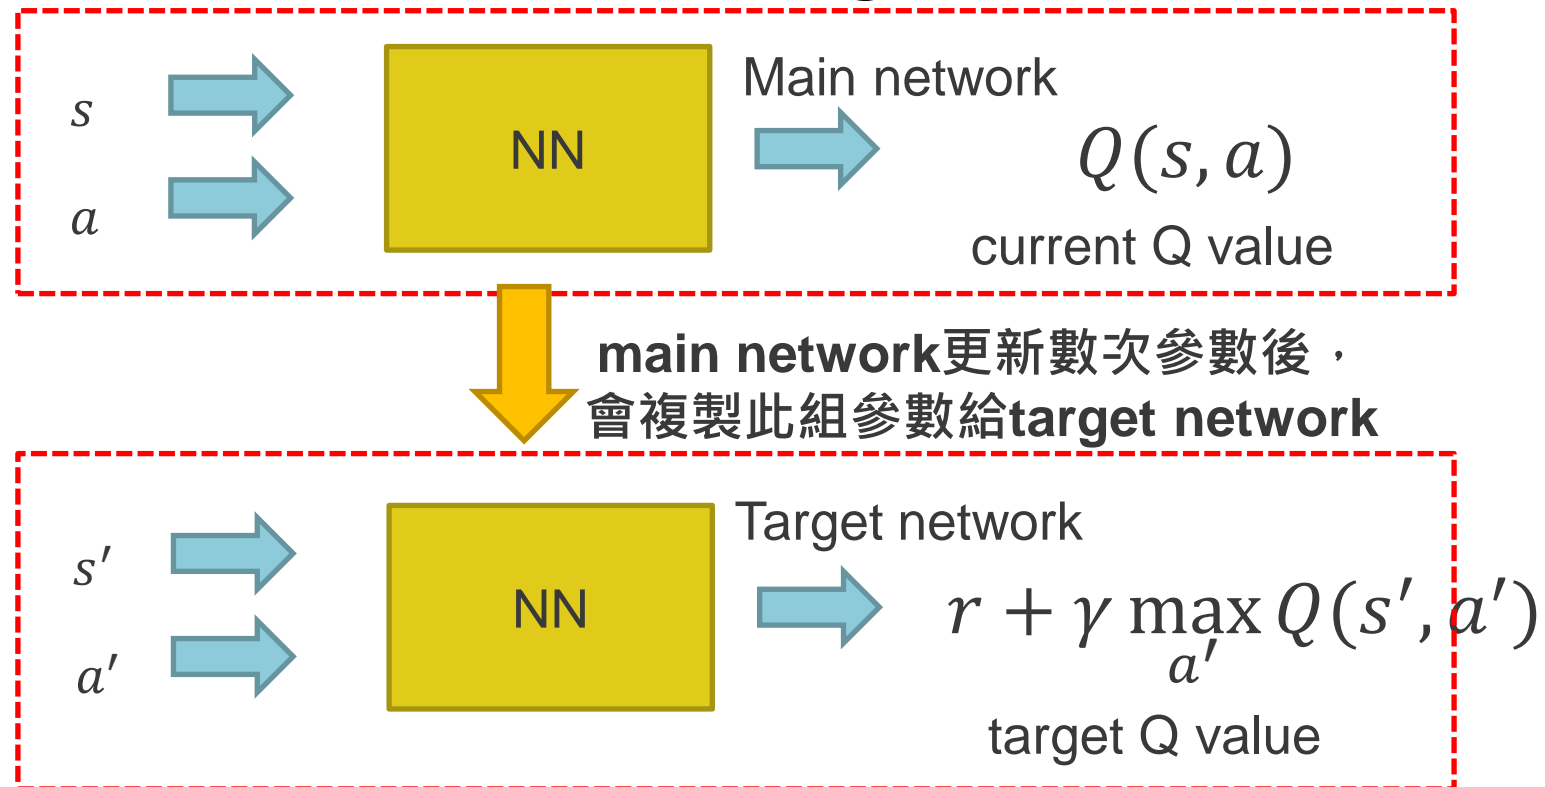 s
a
NN
Main network
Q(s, a)
current Q value
main network更新數次參數後，
會複製此組參數給target network
s′
a′
NN
Target network
r + γ max Q(s′, a′)
a′
target Q value